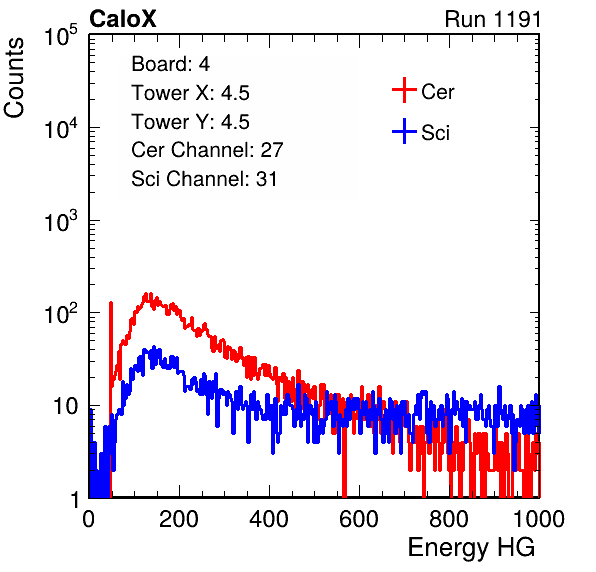 CaloX Run 1191
Counts
10^5
10^4
10^3
10^2
10
1
Board: 4
Tower X: 4.5
Tower Y: 4.5
Cer Channel: 27
Sci Channel: 31
Cer
Sci
0 200 400 600 800 1000
Energy HG